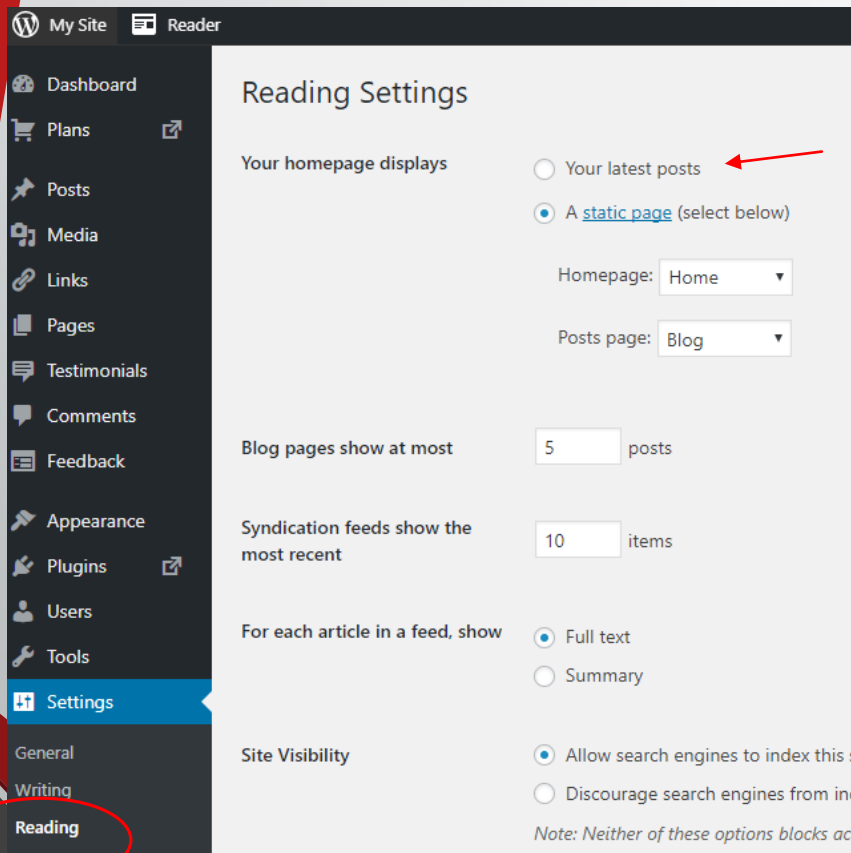 My Site Reader
Dashboard
Plans
Posts
Media
Links
Pages
Testimonials
Comments
Feedback
Appearance
Plugins
Users
Tools
Settings
General
Writing
Reading
Reading Settings
Your homepage displays
Your latest posts
A static page (select below)
Homepage: Home
Posts page: Blog
Blog pages show at most
5 posts
Syndication feeds show the
most recent
10 items
For each article in a feed, show
Full text
Summary
Site Visibility
Allow search engines to index this
Discourage search engines from
Note: Neither of these options blocks